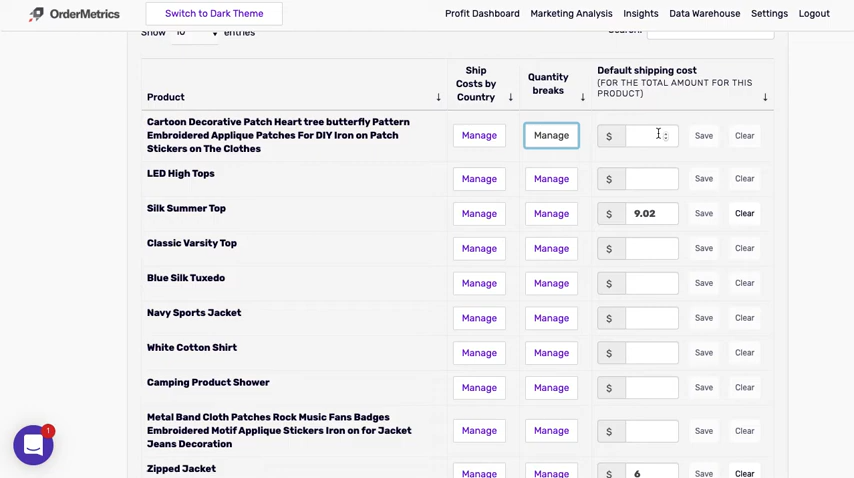 OrderMetrics
Switch to Dark Theme
Profit Dashboard Marketing Analysis Insights Data Warehouse Settings Logout
Show 10 entries
Search:
Product
Ship
Costs by
Country
Quantity
breaks
Default shipping cost
(FOR THE TOTAL AMOUNT FOR THIS
PRODUCT)
Cartoon Decorative Patch Heart tree butterfly Pattern
Embroidered Applique Patches For DIY Iron on Patch
Stickers on The Clothes
Manage Manage $ Save Clear
LED High Tops Manage Manage $ Save Clear
Silk Summer Top Manage Manage $ 9.02 Save Clear
Classic Varsity Top Manage Manage $ Save Clear
Blue Silk Tuxedo Manage Manage $ Save Clear
Navy Sports Jacket Manage Manage $ Save Clear
White Cotton Shirt Manage Manage $ Save Clear
Camping Product Shower Manage Manage $ Save Clear
Metal Band Cloth Patches Rock Music Fans Badges
Embroidered Motif Applique Stickers Iron on for Jacket
Jeans Decoration
Manage Manage $ Save Clear
Zipped Jacket Manage Manage $ 6 Save Clear
1